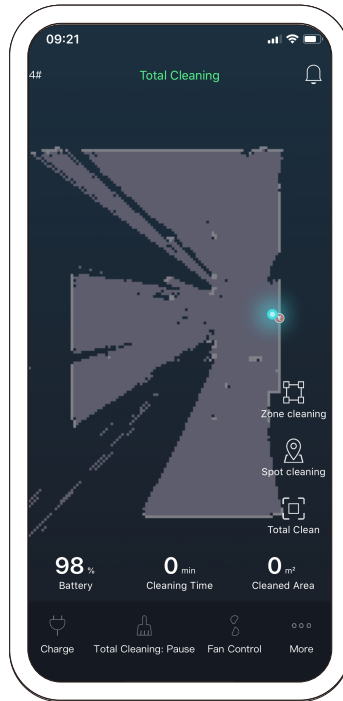 09:21
4# Total Cleaning
Zone cleaning
Spot cleaning
Total Clean
98 % 0 min 0 m²
Battery Cleaning Time Cleaned Area
Charge Total Cleaning: Pause Fan Control More